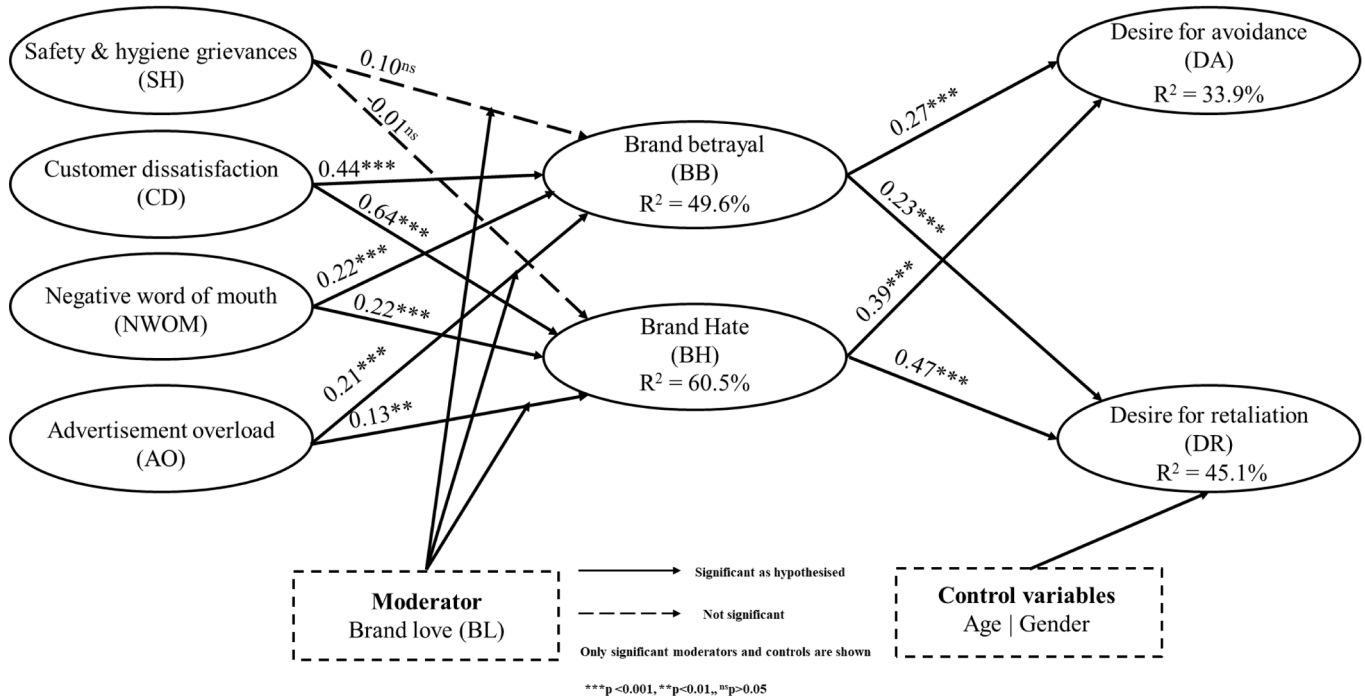 Safety & hygiene grievances
(SH)
Customer dissatisfaction
(CD)
Negative word of mouth
(NWOM)
Advertisement overload
(AO)
0.10ns
-0.01ns
0.44***
0.64***
0.22***
0.22***
0.21***
0.13**
Brand betrayal
(BB)
R² = 49.6%
Brand Hate
(BH)
R² = 60.5%
0.27***
0.23***
0.39***
0.47***
Desire for avoidance
(DA)
R² = 33.9%
Desire for retaliation
(DR)
R² = 45.1%
Moderator
Brand love (BL)
Significant as hypothesised
Not significant
Only significant moderators and controls are shown
***p <0.001, **p<0.01,, nsp>0.05
Control variables
Age | Gender